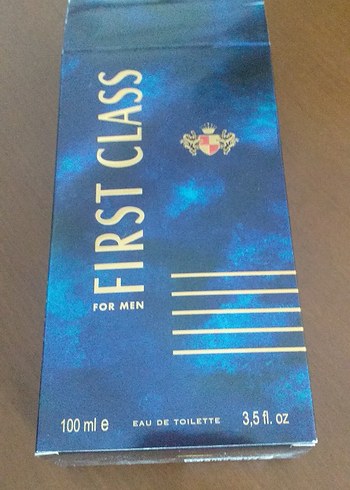 FIRST CLASS
FOR MEN
100 ml e EAU DE TOILETTE 3,5 fl. oz